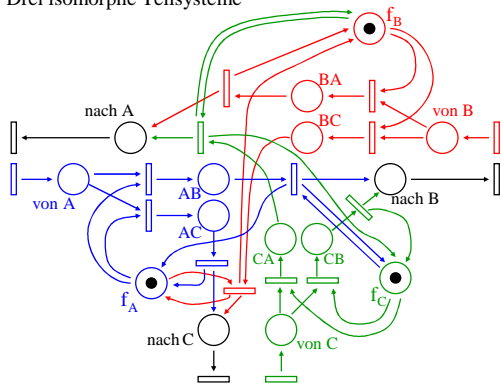 Drei isomorphe Teilsysteme
f_B
BA
nach A
BC
von B
AB
von A
nach B
AC
CA
CB
f_A
f_C
nach C
von C